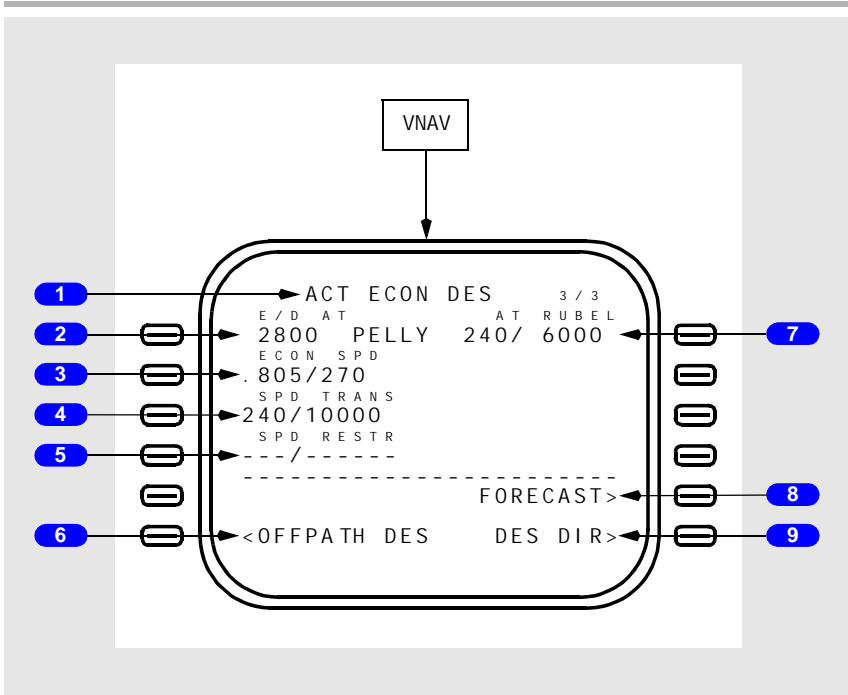 VNAV
1 ACT ECON DES 3/3
E/D AT AT RUBEL
2 2800 PELLY 240/ 6000 7
ECON SPD
3 .805/270
SPD TRANS
4 240/10000
SPD RESTR
5 ---/------
------------------------
FORECAST> 8
6 <OFFPATH DES DES DIR> 9